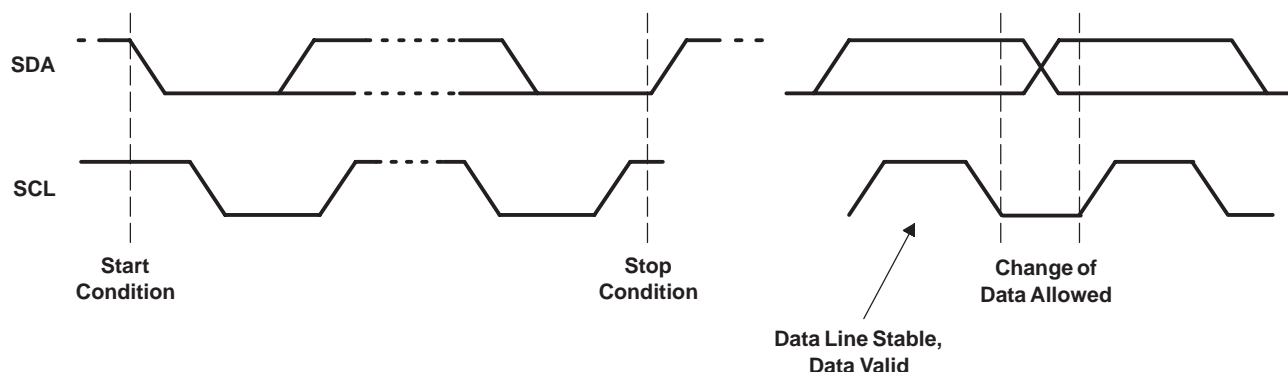 SDA
SCL
Start
Condition
Stop
Condition
Change of
Data Allowed
Data Line Stable,
Data Valid